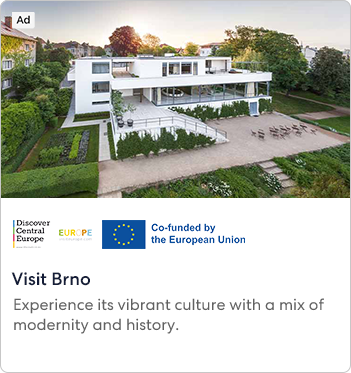 Ad
Discover
Central
Europe
EUROPE
Co-funded by
the European Union
Visit Brno
Experience its vibrant culture with a mix of
modernity and history.